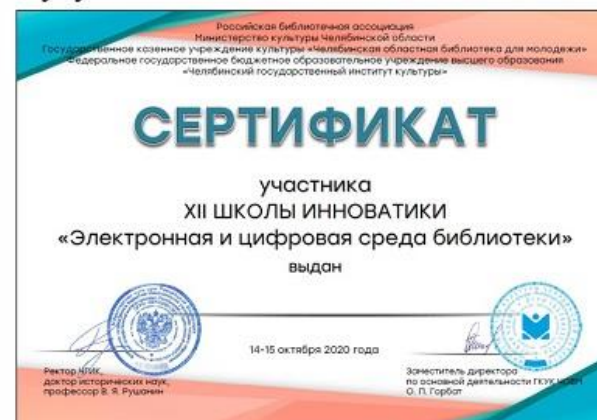 Российская библиотечная ассоциация
Министерство культуры Челябинской области
Государственное казенное учреждение культуры «Челябинская областная библиотека для молодежи»
Федеральное государственное бюджетное образовательное учреждение высшего образования
«Челябинский государственный институт культуры»
СЕРТИФИКАТ
участника
XII ШКОЛЫ ИННОВАТИКИ
«Электронная и цифровая среда библиотеки»
выдан
14-15 октября 2020 года
Ректор ЧГИК,
доктор исторических наук,
профессор В. Я. Рушанин
Заместитель директора
по основной деятельности ГКУК ЧОБМ
О. П. Горбат